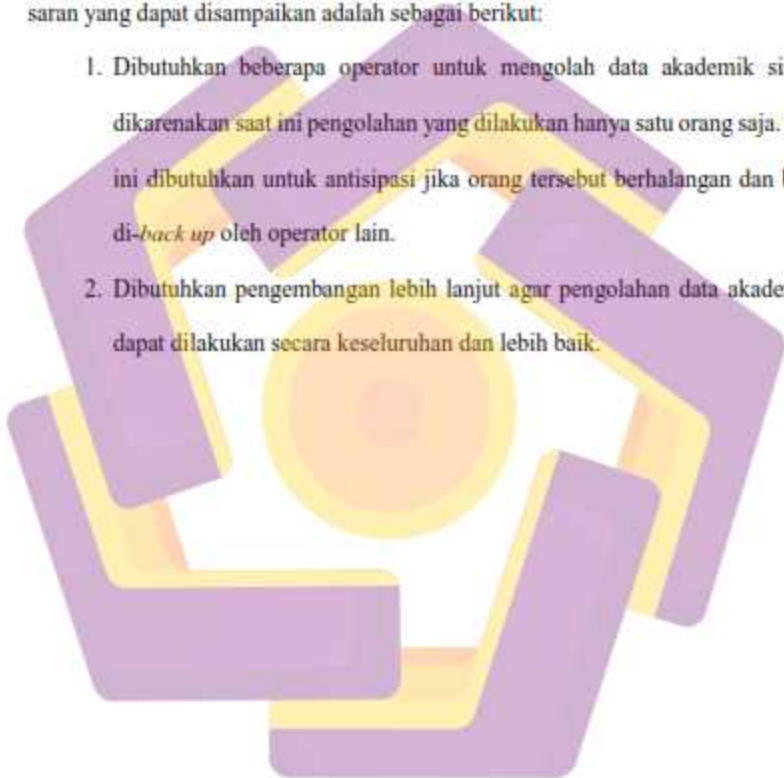 saran yang dapat disampaikan adalah sebagai berikut:
1. Dibutuhkan beberapa operator untuk mengolah data akademik
dikarenakan saat ini pengolahan yang dilakukan hanya satu orang saja.
ini dibutuhkan untuk antisipasi jika orang tersebut berhalangan dan
di-back up oleh operator lain.
2. Dibutuhkan pengembangan lebih lanjut agar pengolahan data
dapat dilakukan secara keseluruhan dan lebih baik.